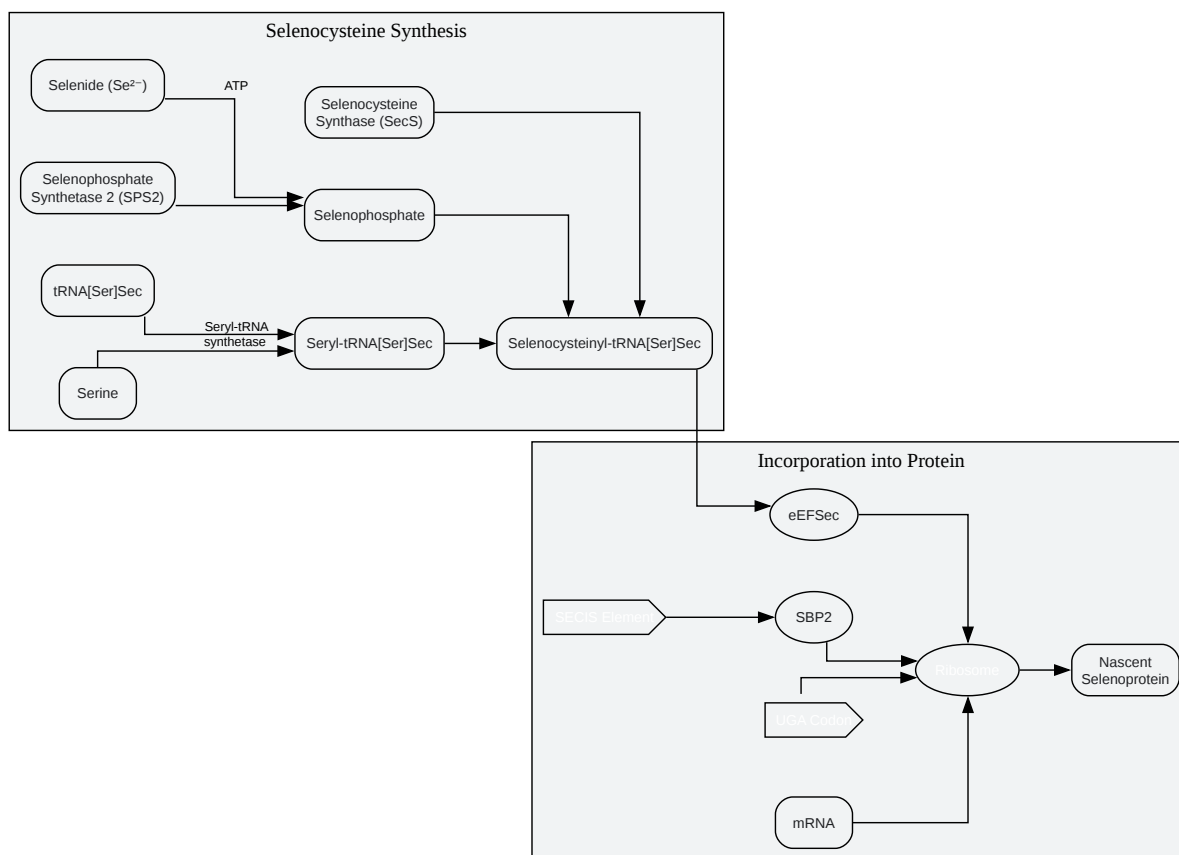 Selenocysteine Synthesis
Selenide (Se²⁻)
ATP
Selenocysteine
Synthase (SecS)
Selenophosphate
Synthetase 2 (SPS2)
Selenophosphate
tRNA[Ser]Sec
Seryl-tRNA
synthetase
Seryl-tRNA[Ser]Sec
Selenocysteinyl-tRNA[Ser]Sec
Serine
Incorporation into Protein
eEFSec
SECIS Element
SBP2
Ribosome
Nascent
Selenoprotein
UGA Codon
mRNA